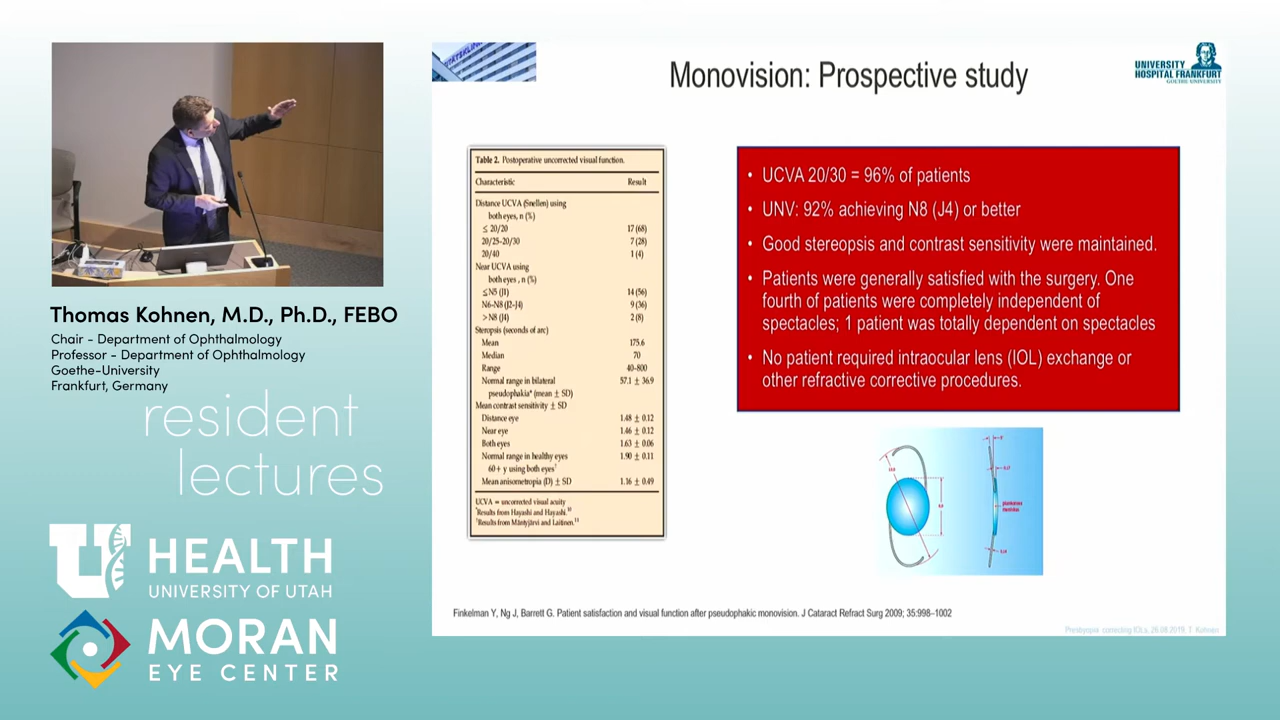 Monovision: Prospective study
UNIVERSITY
HOSPITAL FRANKFURT
GOETHE UNIVERSITY
Table 2. Postoperative uncorrected visual function.
Characteristic Result
Distance UCVA (Snellen) using
both eyes, n (%)
≤ 20/20 17 (68)
20/25-20/30 7 (28)
20/40 1 (4)
Near UCVA using
both eyes, n (%)
≤N5 (J1) 14 (56)
N6–N8 (J2–J4) 9 (36)
>N8 (J4) 2 (8)
Steropsis (seconds of arc)
Mean 175.6
Median 70
Range 40-800
Normal range in bilateral 57.1 ± 36.9
pseudophakia* (mean ± SD)
Mean contrast sensitivity ± SD
Distance eye 1.48 ± 0.12
Near eye 1.46 ± 0.12
Both eyes 1.63 ± 0.06
Normal range in healthy eyes 1.90 ± 0.11
60+ y using both eyes†
Mean anisometropia (D) ± SD 1.16 ± 0.49
UCVA = uncorrected visual acuity
*Results from Hayashi and Hayashi.10
†Results from Mäntyjärvi and Laitinen.
• UCVA 20/30 = 96% of patients
• UNV: 92% achieving N8 (J4) or better
• Good stereopsis and contrast sensitivity were maintained.
• Patients were generally satisfied with the surgery. One
fourth of patients were completely independent of
spectacles; 1 patient was totally dependent on spectacles
• No patient required intraocular lens (IOL) exchange or
other refractive corrective procedures.
Finkelman Y, Ng J, Barrett G. Patient satisfaction and visual function after pseudophakic monovision. J Cataract Refract Surg 2009; 35:998–1002
Presbyopia correcting IOLs, 26.08.2019, T. Kohnen
Thomas Kohnen, M.D., Ph.D., FEBO
Chair - Department of Ophthalmology
Professor - Department of Ophthalmology
Goethe-University
Frankfurt, Germany
resident
lectures
U HEALTH
UNIVERSITY OF UTAH
MORAN
EYE CENTER